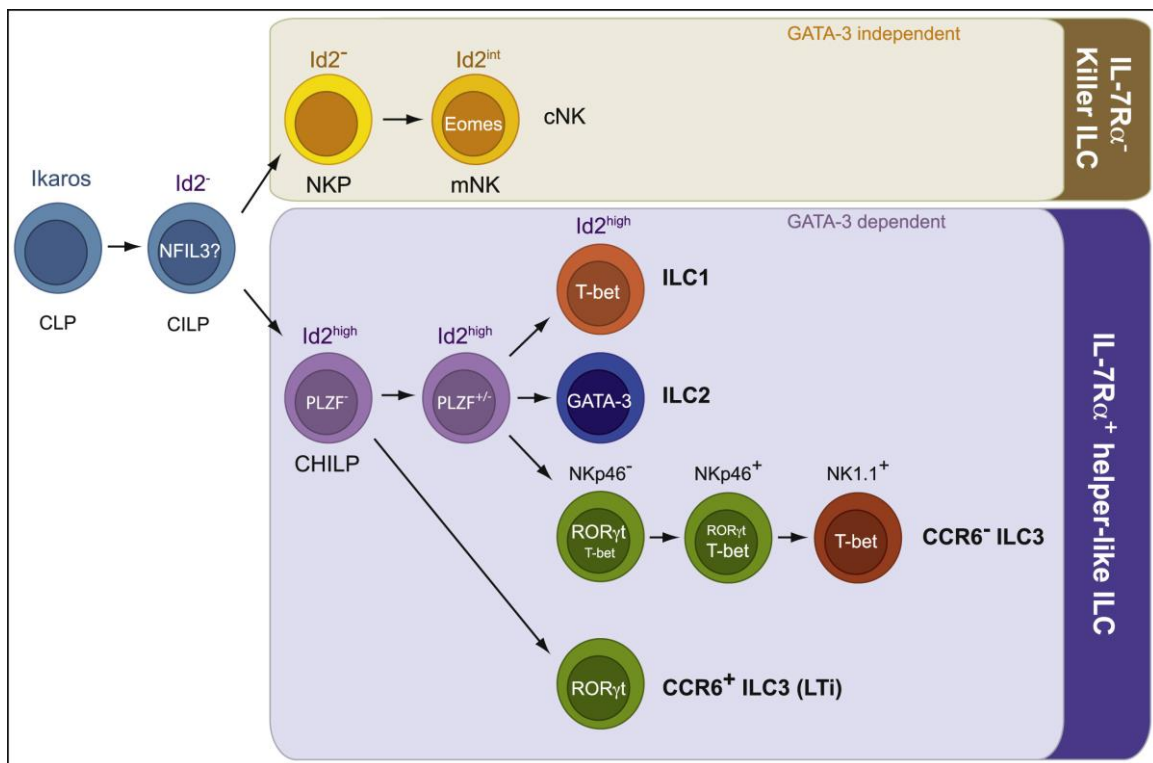 GATA-3 independent
Id2⁻
Id2ⁱⁿᵗ
Eomes
cNK
NKP
mNK
IL-7Rα⁻
Killer ILC
Ikaros
Id2⁻
NFIL3?
CLP
CILP
GATA-3 dependent
Id2ʰⁱᵍʰ
T-bet
ILC1
Id2ʰⁱᵍʰ
Id2ʰⁱᵍʰ
PLZF⁻
PLZF⁺/⁻
GATA-3
ILC2
CHILP
NKp46⁻
NKp46⁺
NK1.1⁺
RORγt
T-bet
RORγt
T-bet
T-bet
CCR6⁻ ILC3
RORγt
CCR6⁺ ILC3 (LTi)
IL-7Rα⁺ helper-like ILC